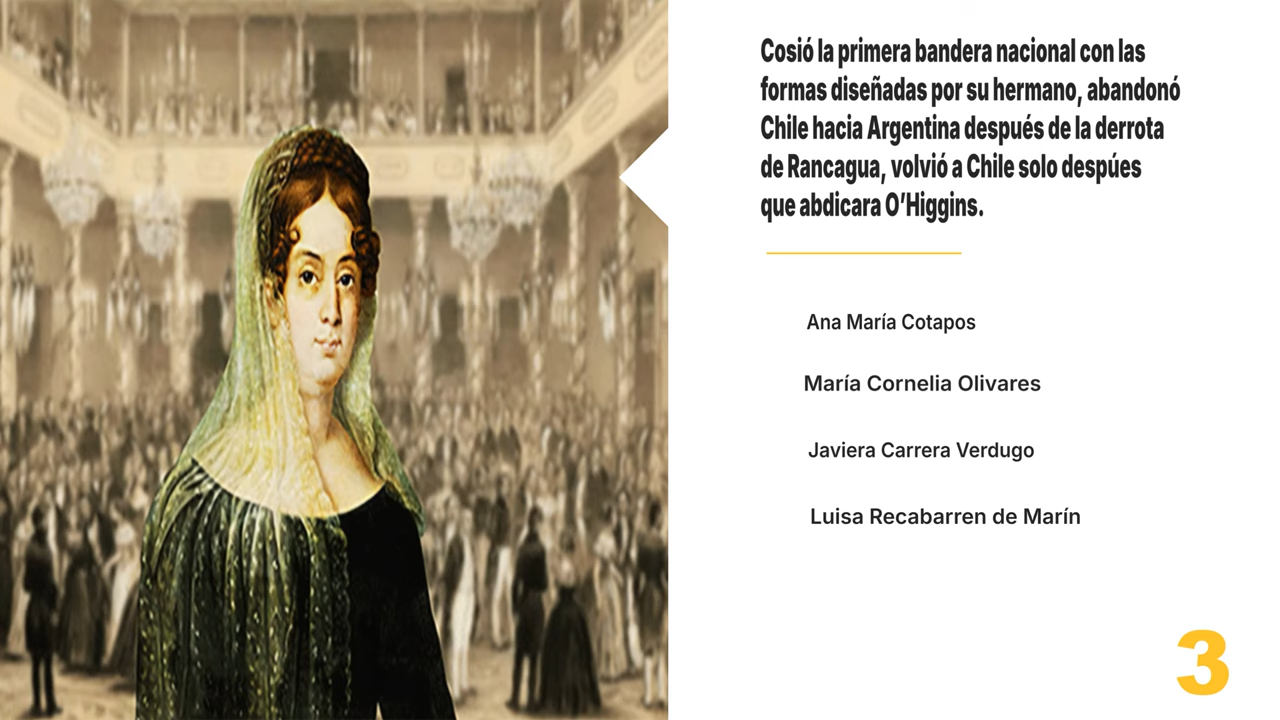 Cosió la primera bandera nacional con las
formas diseñadas por su hermano, abandonó
Chile hacia Argentina después de la derrota
de Rancagua, volvió a Chile solo despúes
que abdicara O’Higgins.
Ana María Cotapos
María Cornelia Olivares
Javiera Carrera Verdugo
Luisa Recabarren de Marín
3